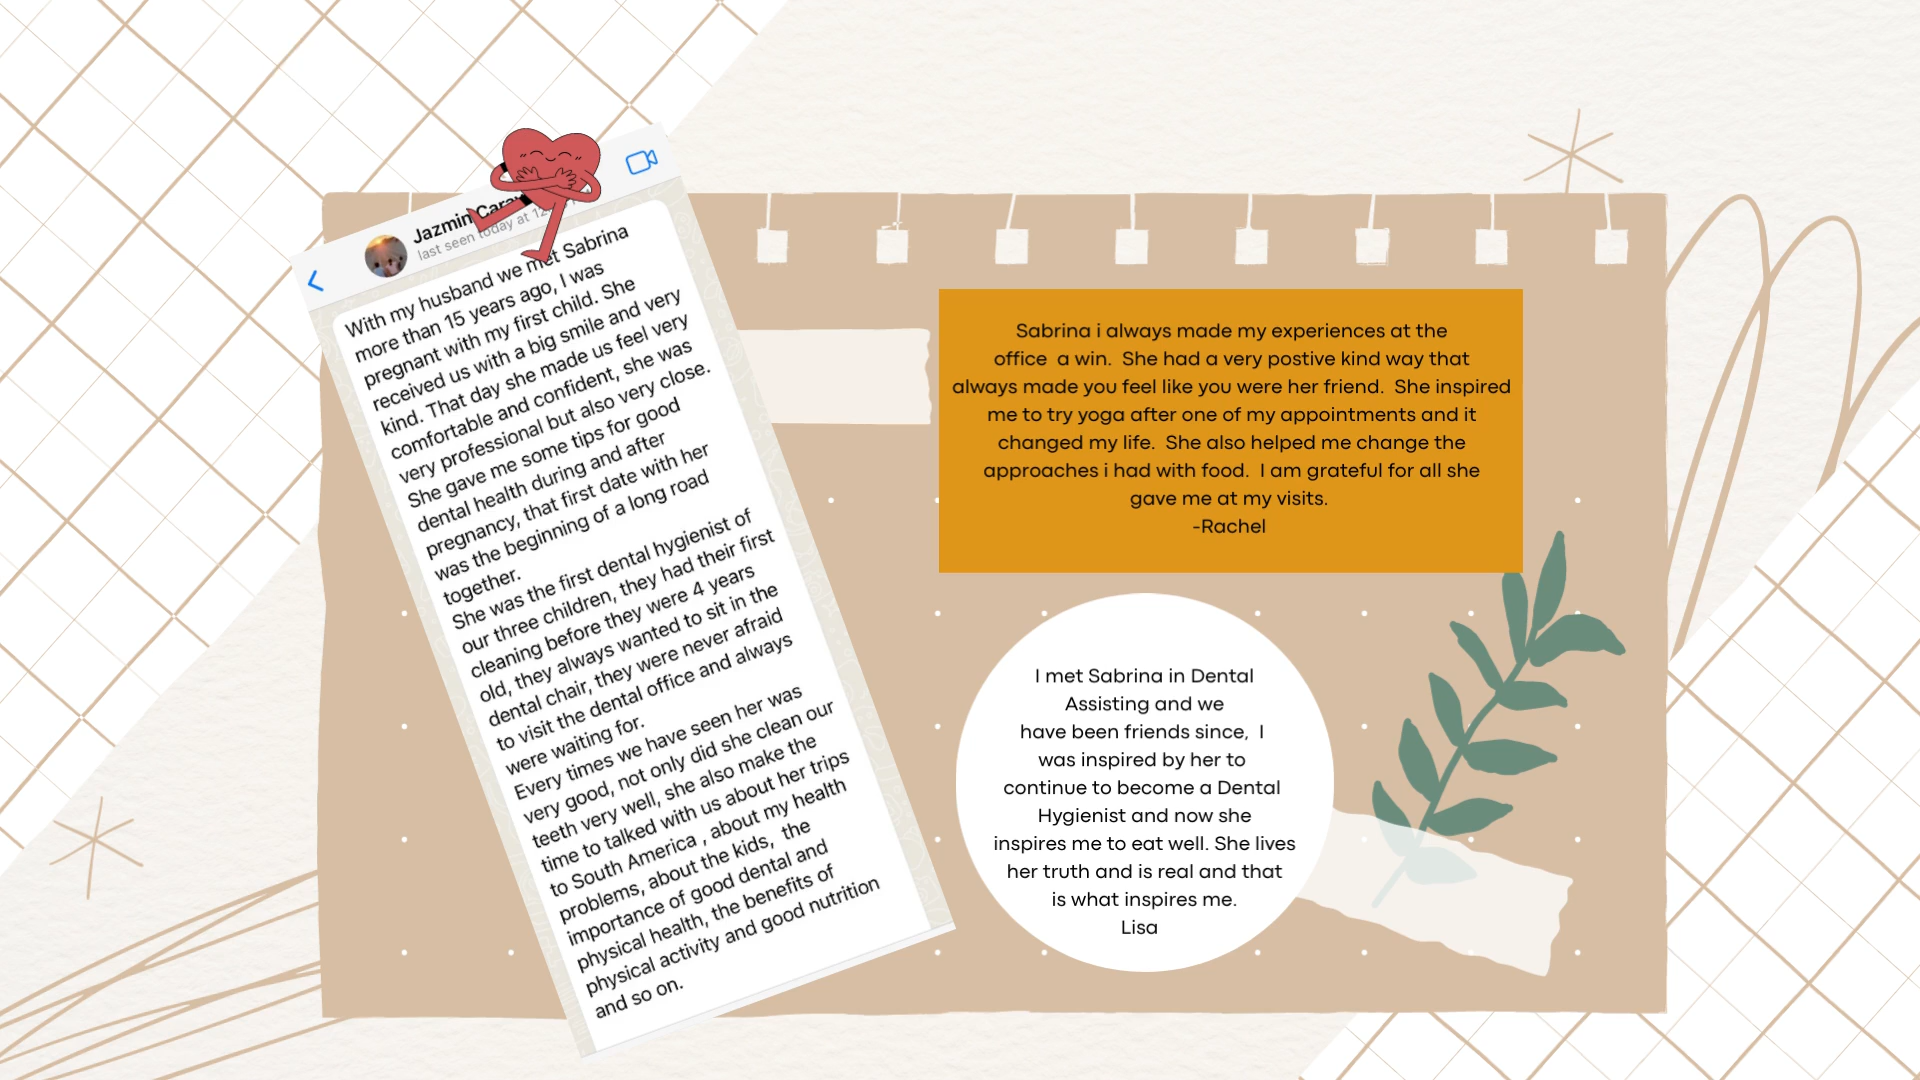 Jazmin
last seen today at 12
With my husband we met Sabrina
more than 15 years ago, I was
pregnant with my first child. She
received us with a big smile and very
kind. That day she made us feel very
comfortable and confident, she was
very professional but also very close.
She gave me some tips for good
dental health during and after
pregnancy, that first date with her
was the beginning of a long road
together.
She was the first dental hygienist of
our three children, they had their first
cleaning before they were 4 years
old, they always wanted to sit in the
dental chair, they were never afraid
to visit the dental office and always
were waiting for.
Every times we have seen her was
very good, not only did she clean our
teeth very well, she also make the
time to talked with us about her trips
to South America , about my health
problems, about the kids, the
importance of good dental and
physical health, the benefits of
physical activity and good nutrition
and so on.
Sabrina i always made my experiences at the
office a win. She had a very postive kind way that
always made you feel like you were her friend. She inspired
me to try yoga after one of my appointments and it
changed my life. She also helped me change the
approaches i had with food. I am grateful for all she
gave me at my visits.
-Rachel
I met Sabrina in Dental
Assisting and we
have been friends since, I
was inspired by her to
continue to become a Dental
Hygienist and now she
inspires me to eat well. She lives
her truth and is real and that
is what inspires me.
Lisa